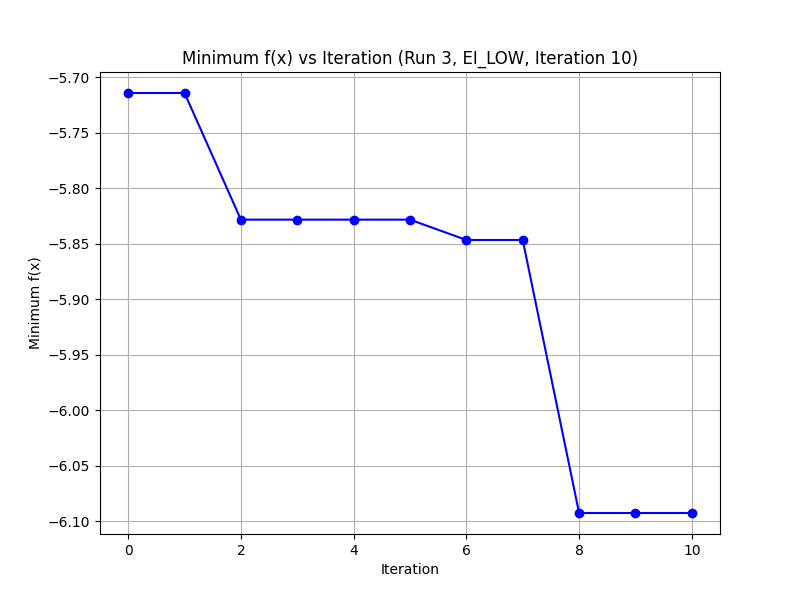 Minimum f(x) vs Iteration (Run 3, EI_LOW, Iteration 10)
Minimum f(x)
−5.70
−5.75
−5.80
−5.85
−5.90
−5.95
−6.00
−6.05
−6.10
0 2 4 6 8 10
Iteration